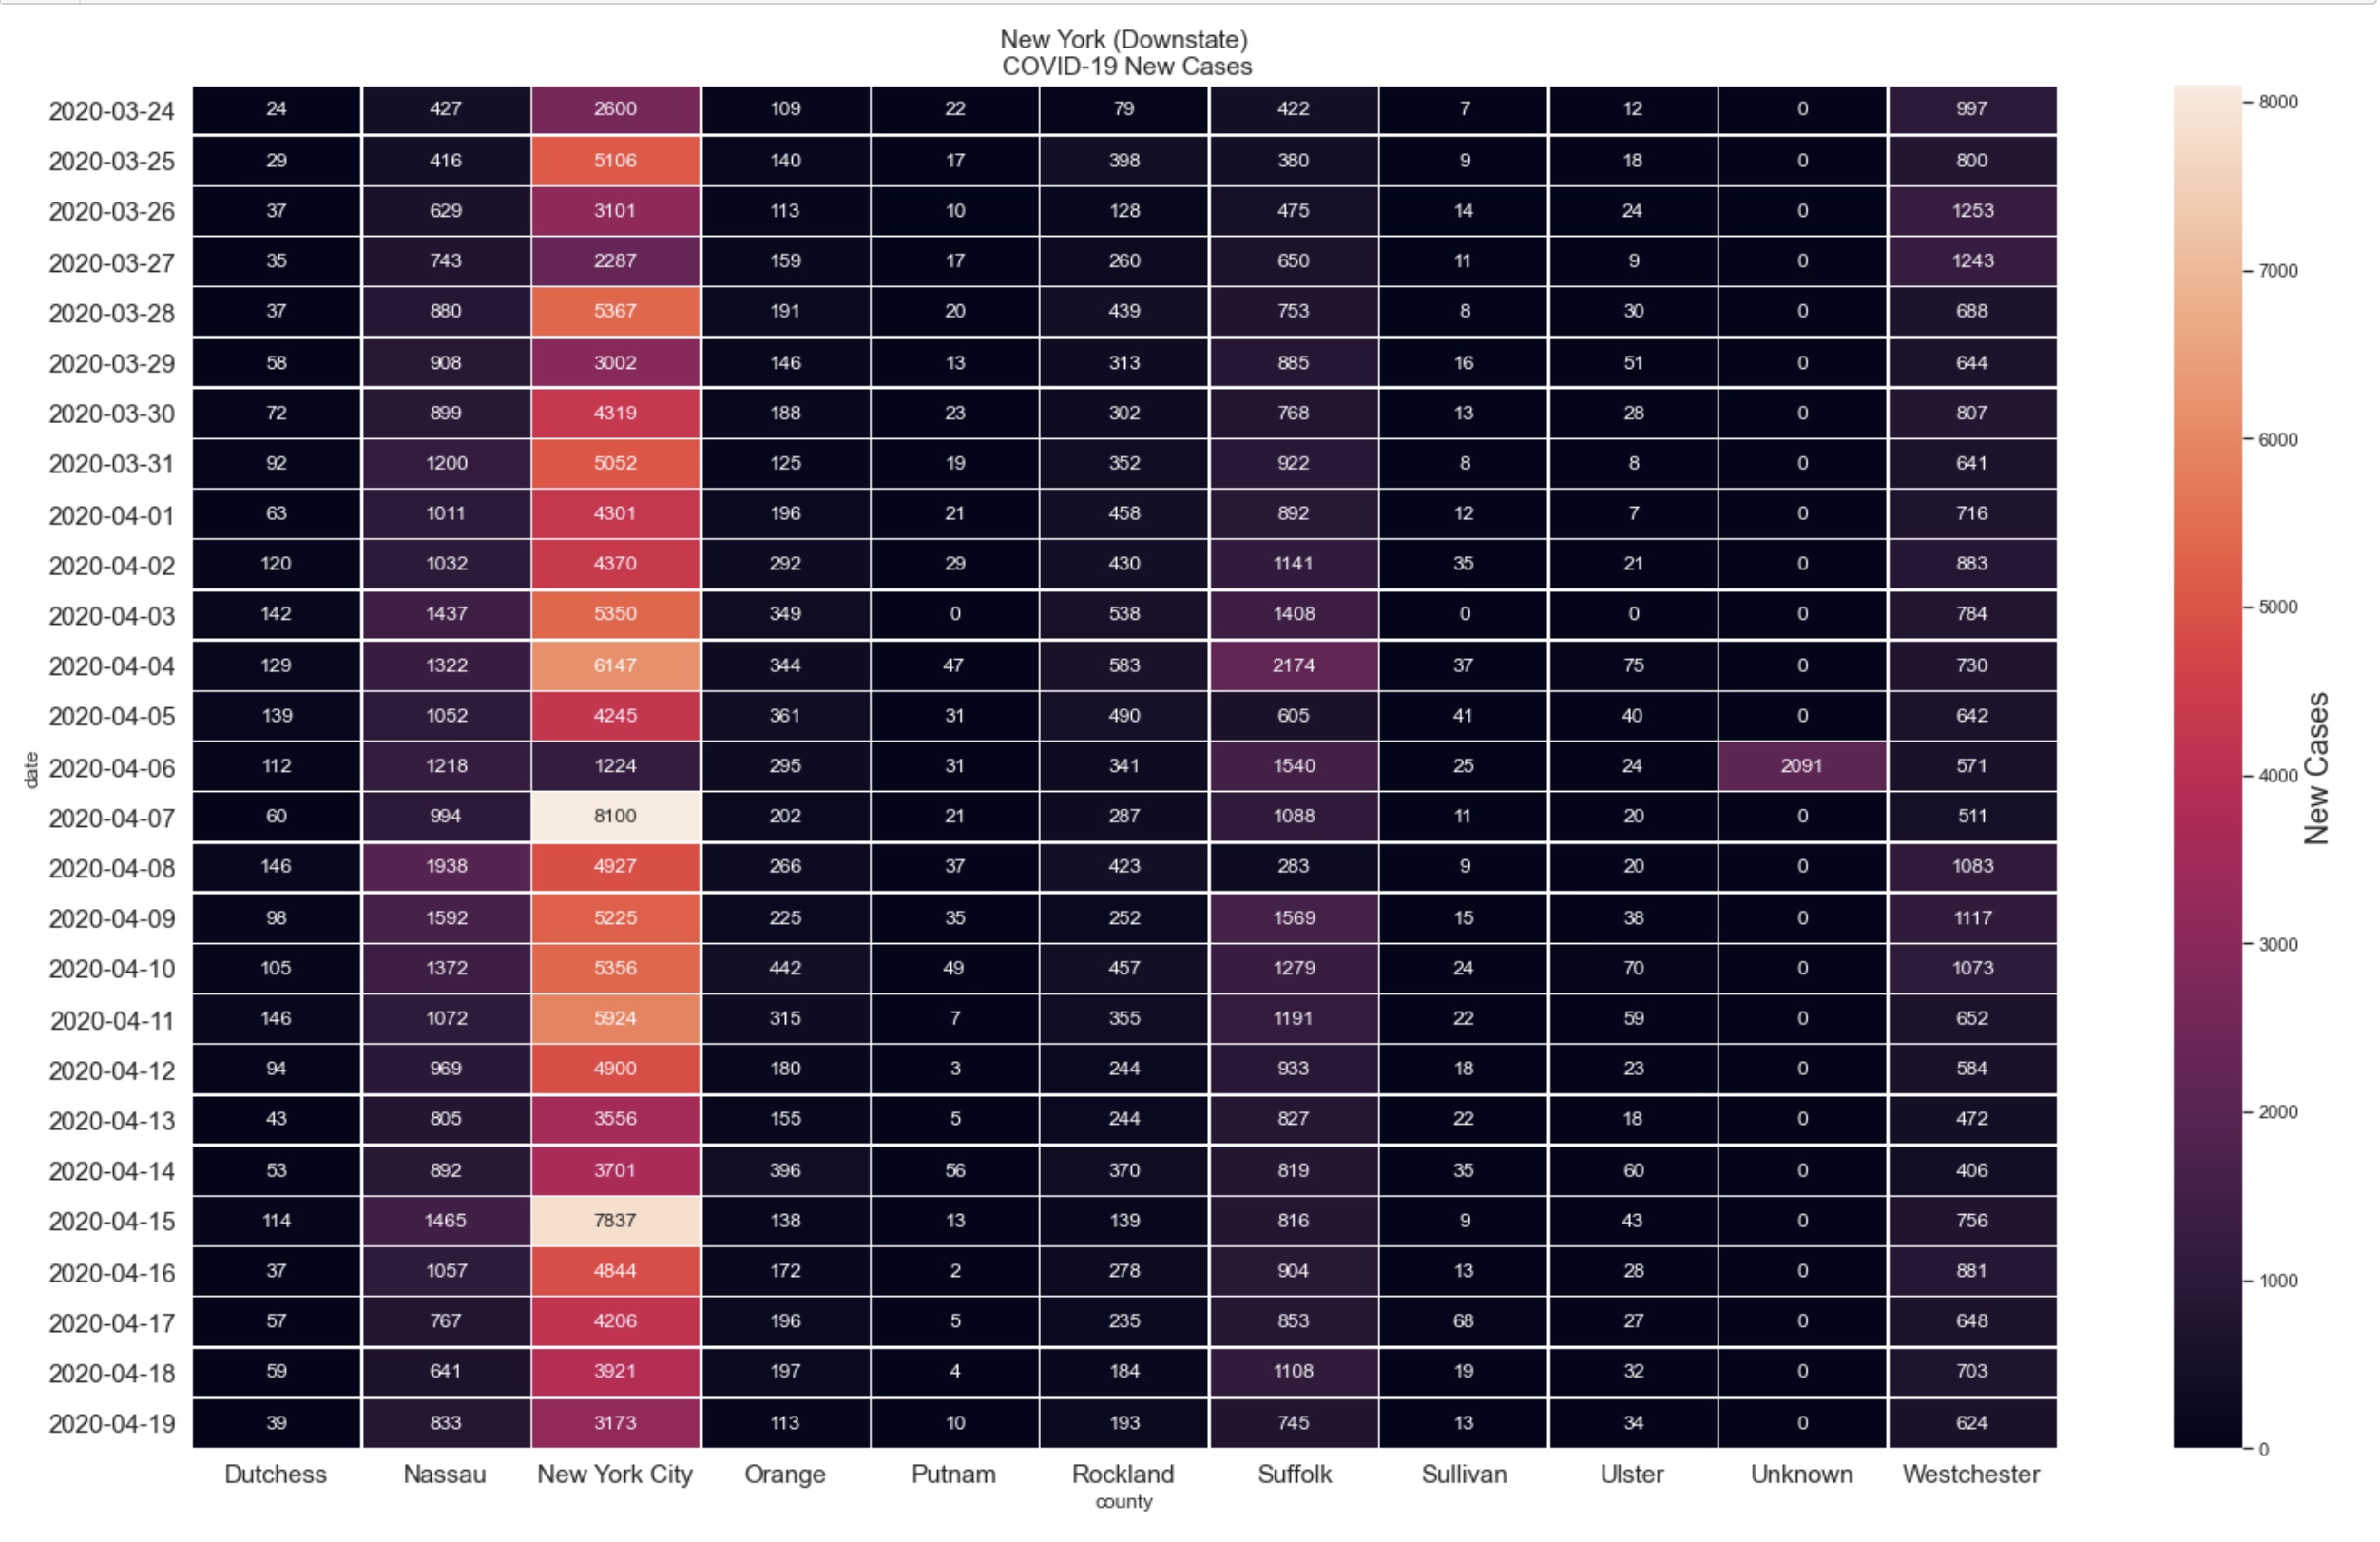 New York (Downstate)
COVID-19 New Cases
2020-03-24 24 427 2600 109 22 79 422 7 12 0 997
2020-03-25 29 416 5106 140 17 398 380 9 18 0 800
2020-03-26 37 629 3101 113 10 128 475 14 24 0 1253
2020-03-27 35 743 2287 159 17 260 650 11 9 0 1243
2020-03-28 37 880 5367 191 20 439 753 8 30 0 688
2020-03-29 58 908 3002 146 13 313 885 16 51 0 644
2020-03-30 72 899 4319 188 23 302 768 13 28 0 807
2020-03-31 92 1200 5052 125 19 352 922 8 8 0 641
2020-04-01 63 1011 4301 196 21 458 892 12 7 0 716
2020-04-02 120 1032 4370 292 29 430 1141 35 21 0 883
2020-04-03 142 1437 5350 349 0 538 1408 0 0 0 784
2020-04-04 129 1322 6147 344 47 583 2174 37 75 0 730
2020-04-05 139 1052 4245 361 31 490 605 41 40 0 642
2020-04-06 112 1218 1224 295 31 341 1540 25 24 2091 571
2020-04-07 60 994 8100 202 21 287 1088 11 20 0 511
2020-04-08 146 1938 4927 266 37 423 283 9 20 0 1083
2020-04-09 98 1592 5225 225 35 252 1569 15 38 0 1117
2020-04-10 105 1372 5356 442 49 457 1279 24 70 0 1073
2020-04-11 146 1072 5924 315 7 355 1191 22 59 0 652
2020-04-12 94 969 4900 180 3 244 933 18 23 0 584
2020-04-13 43 805 3556 155 5 244 827 22 18 0 472
2020-04-14 53 892 3701 396 56 370 819 35 60 0 406
2020-04-15 114 1465 7837 138 13 139 816 9 43 0 756
2020-04-16 37 1057 4844 172 2 278 904 13 28 0 881
2020-04-17 57 767 4206 196 5 235 853 68 27 0 648
2020-04-18 59 641 3921 197 4 184 1108 19 32 0 703
2020-04-19 39 833 3173 113 10 193 745 13 34 0 624
Dutchess Nassau New York City Orange Putnam Rockland Suffolk Sullivan Ulster Unknown Westchester
county
date
8000
7000
6000
5000
4000
3000
2000
1000
0
New Cases